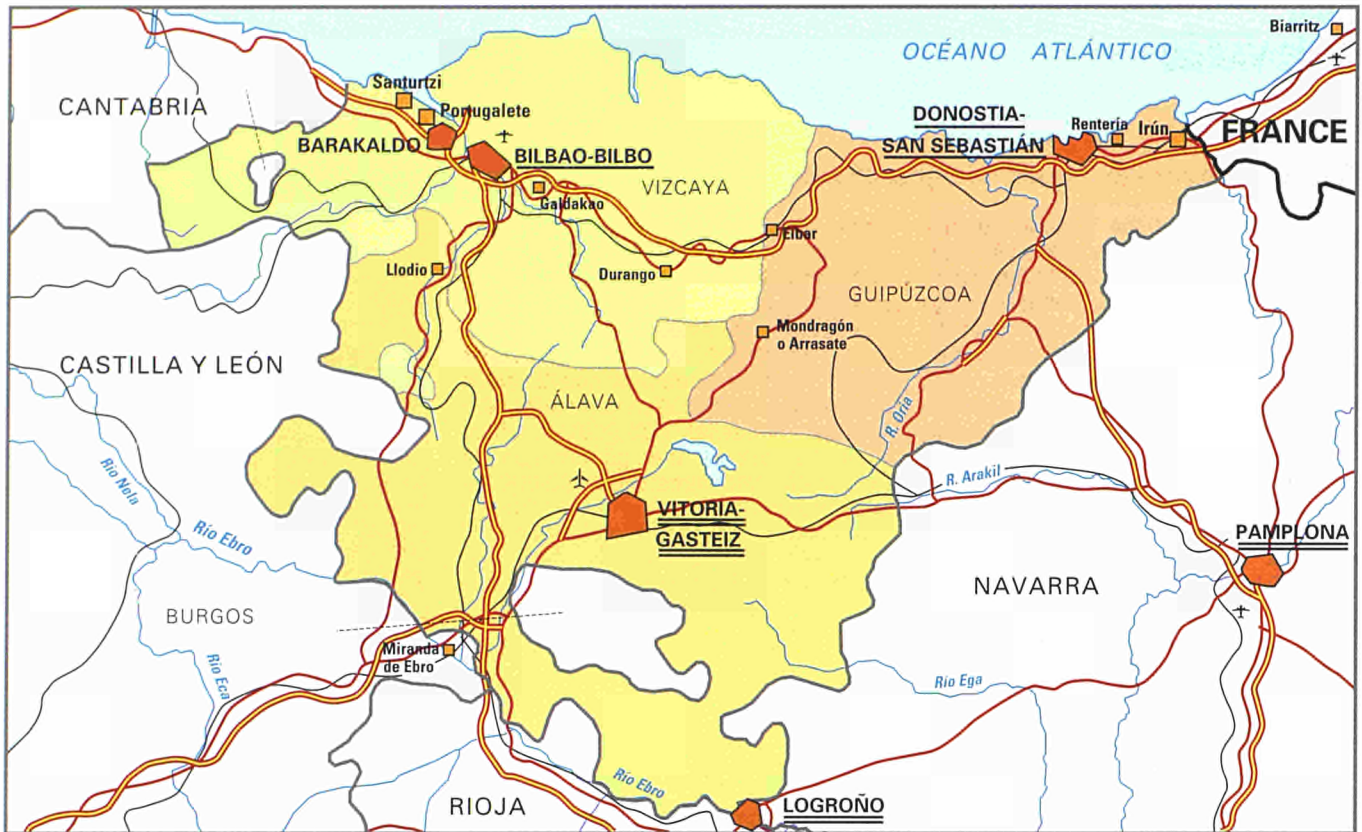 Biarritz
OCÉANO ATLÁNTICO
CANTABRIA
Santurtzi
Portugalete
BARAKALDO
BILBAO-BILBO
Galdakao
VIZCAYA
DONOSTIA-
SAN SEBASTIÁN
Rentería
Irún
FRANCE
Llodio
Durango
Eibar
GUIPÚZCOA
Mondragón
o Arrasate
CASTILLA Y LEÓN
ÁLAVA
R. Oria
Río Nela
Río Ebro
R. Arakil
VITORIA-
GASTEIZ
PAMPLONA
NAVARRA
BURGOS
Miranda
de Ebro
Río Eca
Río Ega
Río Ebro
RIOJA
LOGROÑO